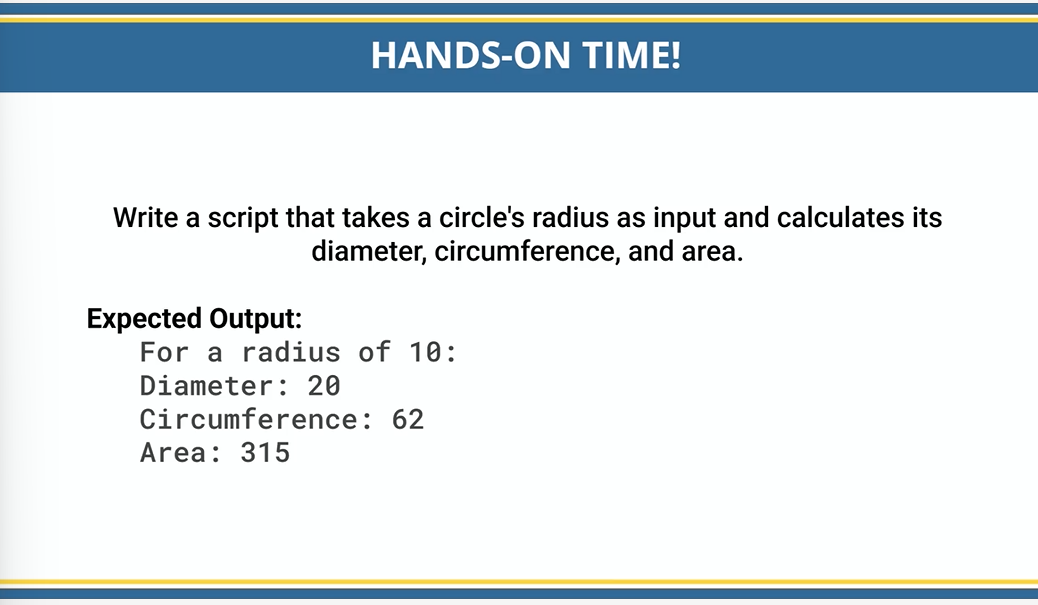 HANDS-ON TIME!
Write a script that takes a circle's radius as input and calculates its
diameter, circumference, and area.
Expected Output:
For a radius of 10:
Diameter: 20
Circumference: 62
Area: 315